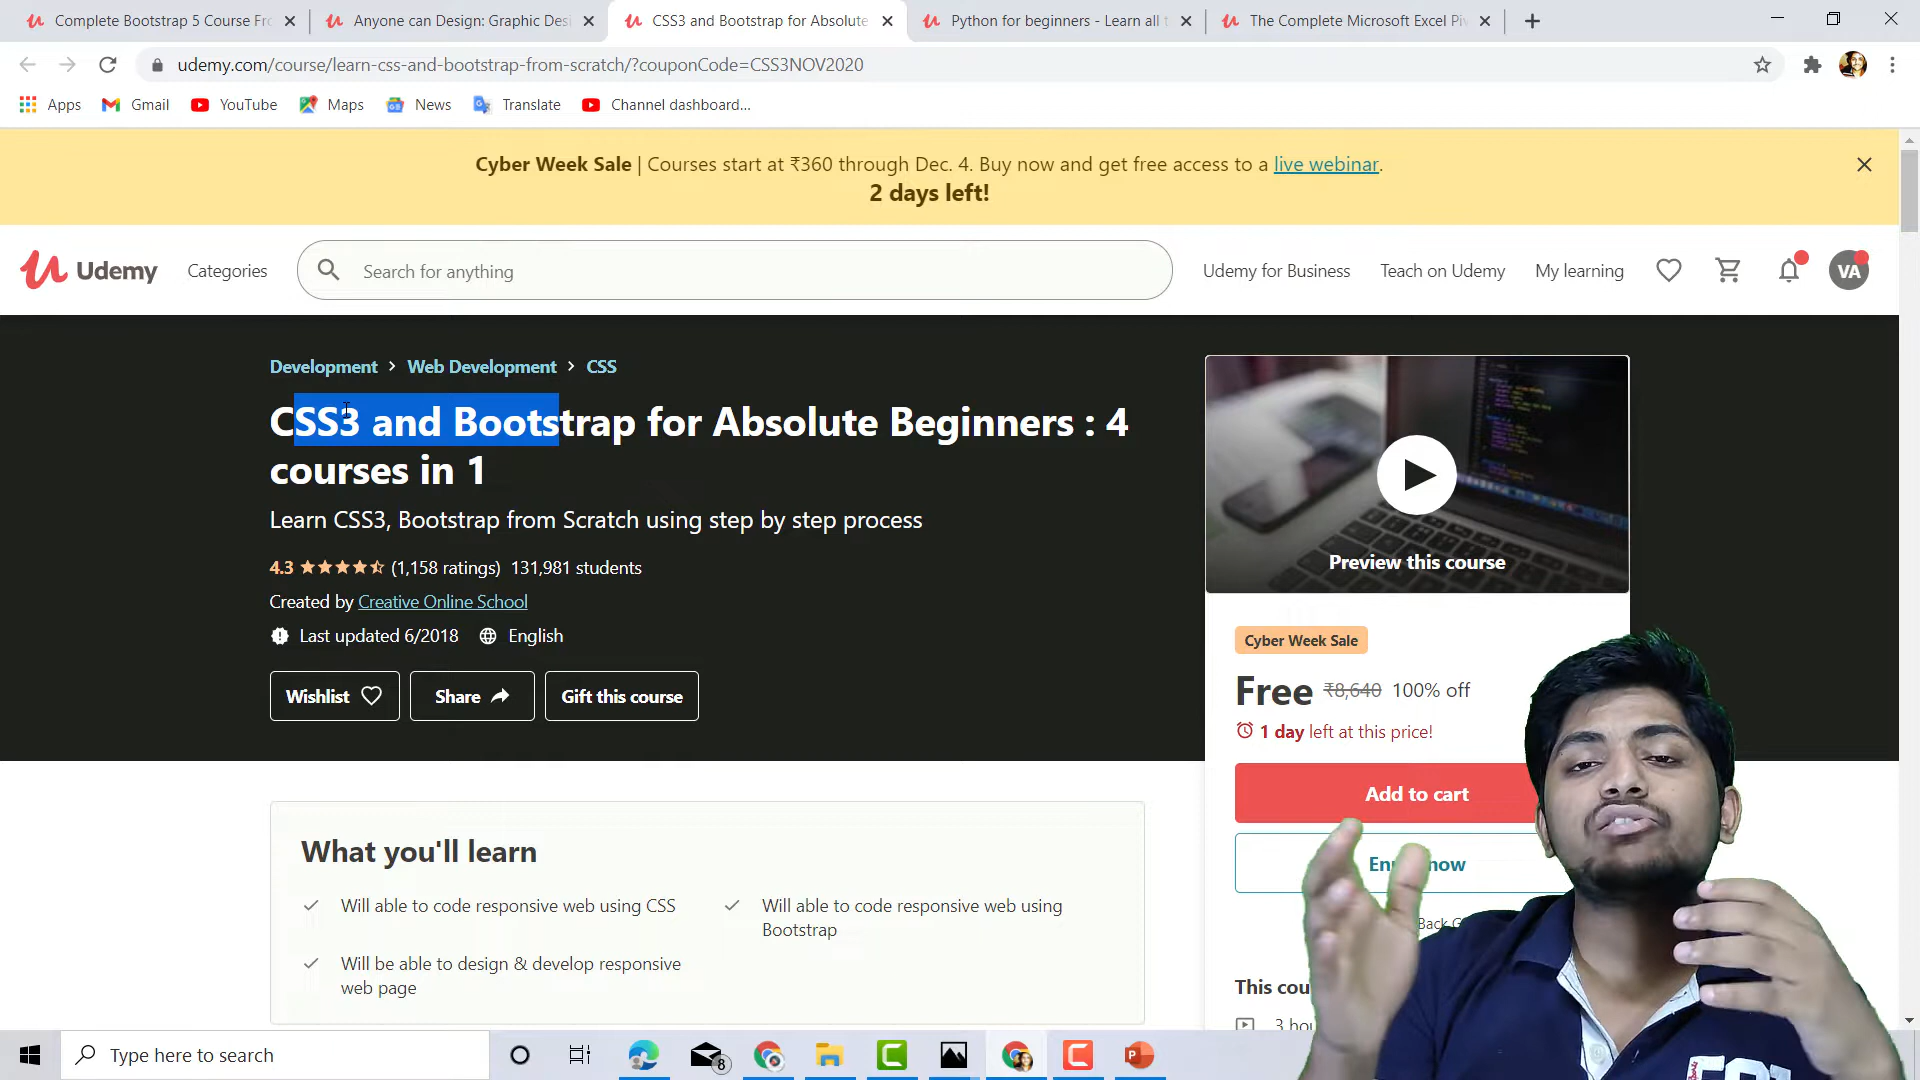 Complete Bootstrap 5 Course Fr
Anyone can Design: Graphic Des
CSS3 and Bootstrap for Absolute
Python for beginners - Learn all
The Complete Microsoft Excel Piv
udemy.com/course/learn-css-and-bootstrap-from-scratch/?couponCode=CSS3NOV2020
Apps
Gmail
YouTube
Maps
News
Translate
Channel dashboard...
Cyber Week Sale | Courses start at ₹360 through Dec. 4. Buy now and get free access to a live webinar.
2 days left!
Udemy
Categories
Search for anything
Udemy for Business
Teach on Udemy
My learning
VA
Development > Web Development > CSS
CSS3 and Bootstrap for Absolute Beginners : 4
courses in 1
Learn CSS3, Bootstrap from Scratch using step by step process
4.3 (1,158 ratings) 131,981 students
Created by Creative Online School
Last updated 6/2018 English
Wishlist
Share
Gift this course
Preview this course
Cyber Week Sale
Free ₹8,640 100% off
1 day left at this price!
Add to cart
now
Back
This cou
3 hou
What you'll learn
Will able to code responsive web using CSS
Will able to code responsive web using
Bootstrap
Will be able to design & develop responsive
web page
Type here to search
8